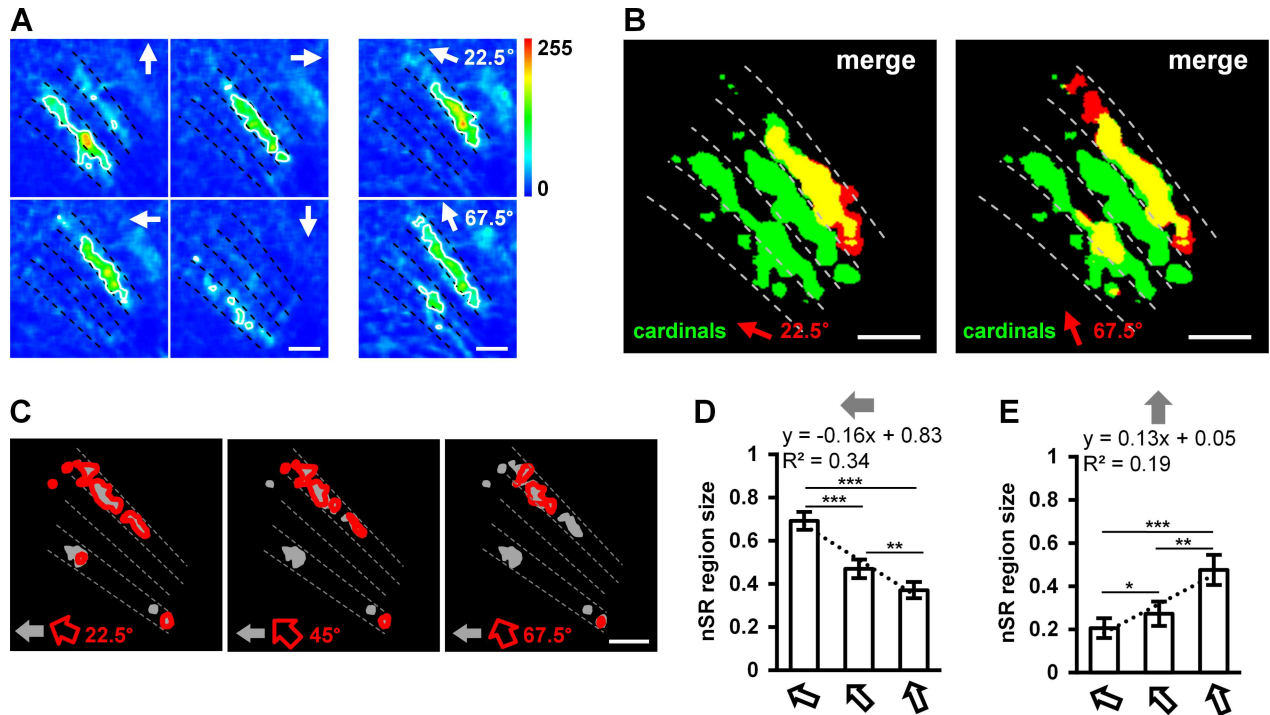 A
22.5°
255
0
67.5°
B
merge
cardinals 22.5°
merge
cardinals 67.5°
C
22.5°
45°
67.5°
D
y = -0.16x + 0.83
R² = 0.34
nSR region size
1
0.8
0.6
0.4
0.2
0
***
***
**
E
y = 0.13x + 0.05
R² = 0.19
nSR region size
1
0.8
0.6
0.4
0.2
0
***
**
*